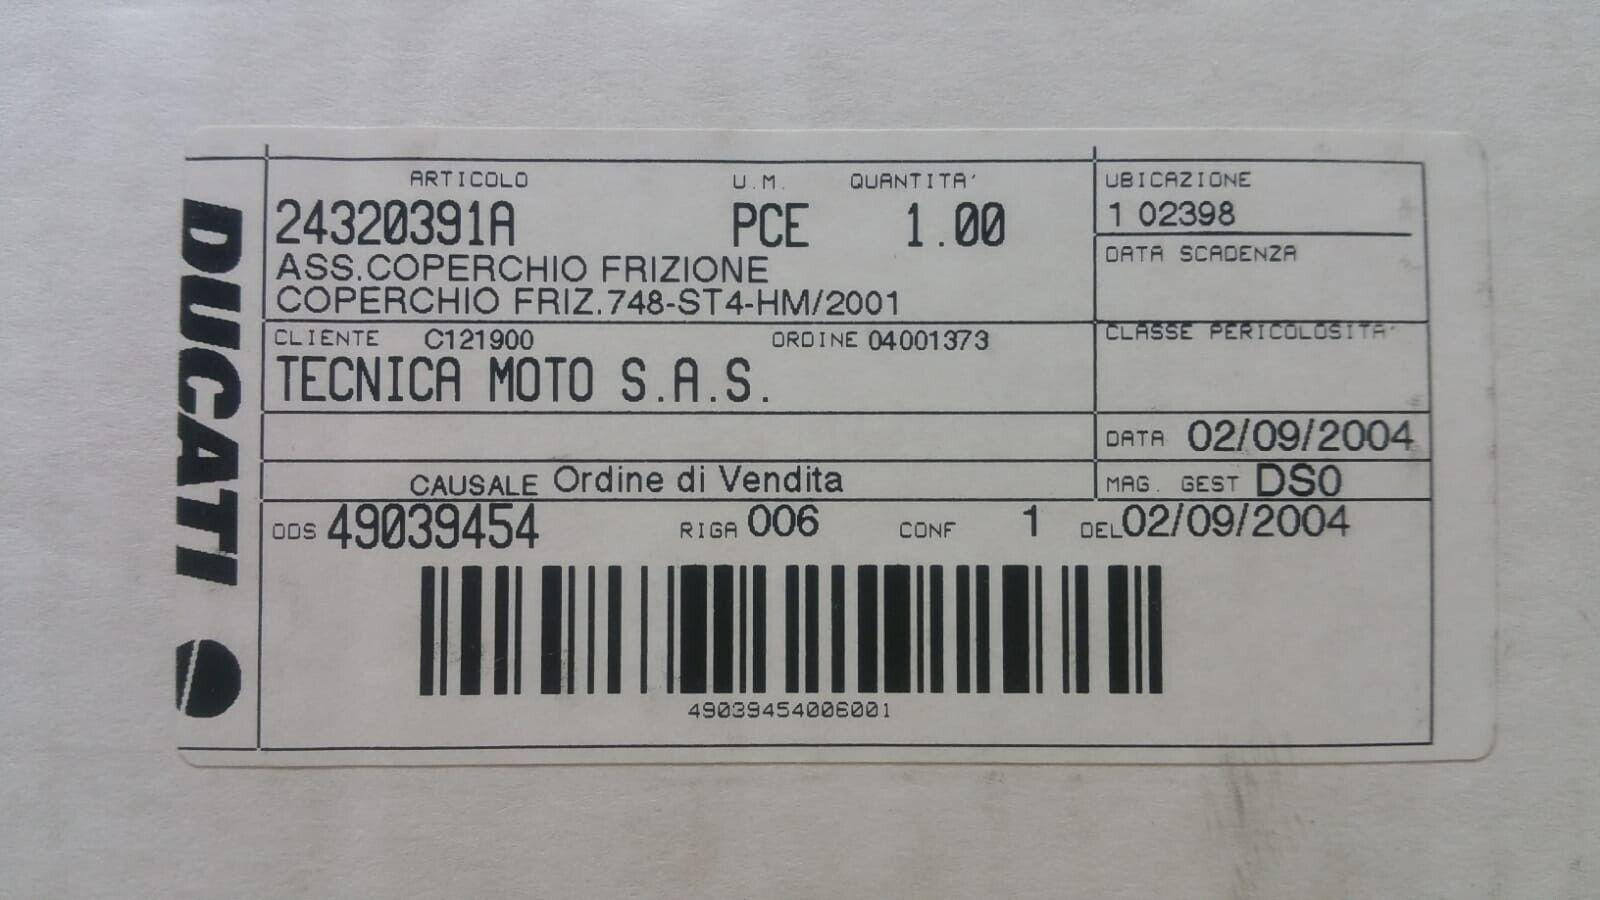 DUCATI
ARTICOLO U.M. QUANTITA'
24320391A PCE 1.00
ASS.COPERCHIO FRIZIONE
COPERCHIO FRIZ.748-ST4-HM/2001
UBICAZIONE
1 02398
DATA SCADENZA
CLIENTE C121900 ORDINE 04001373
TECNICA MOTO S.A.S.
CLASSE PERICOLOSITA'
DATA 02/09/2004
CAUSALE Ordine di Vendita
MAG. GEST DS0
ODS 49039454 RIGA 006 CONF 1 DEL 02/09/2004
49039454006001